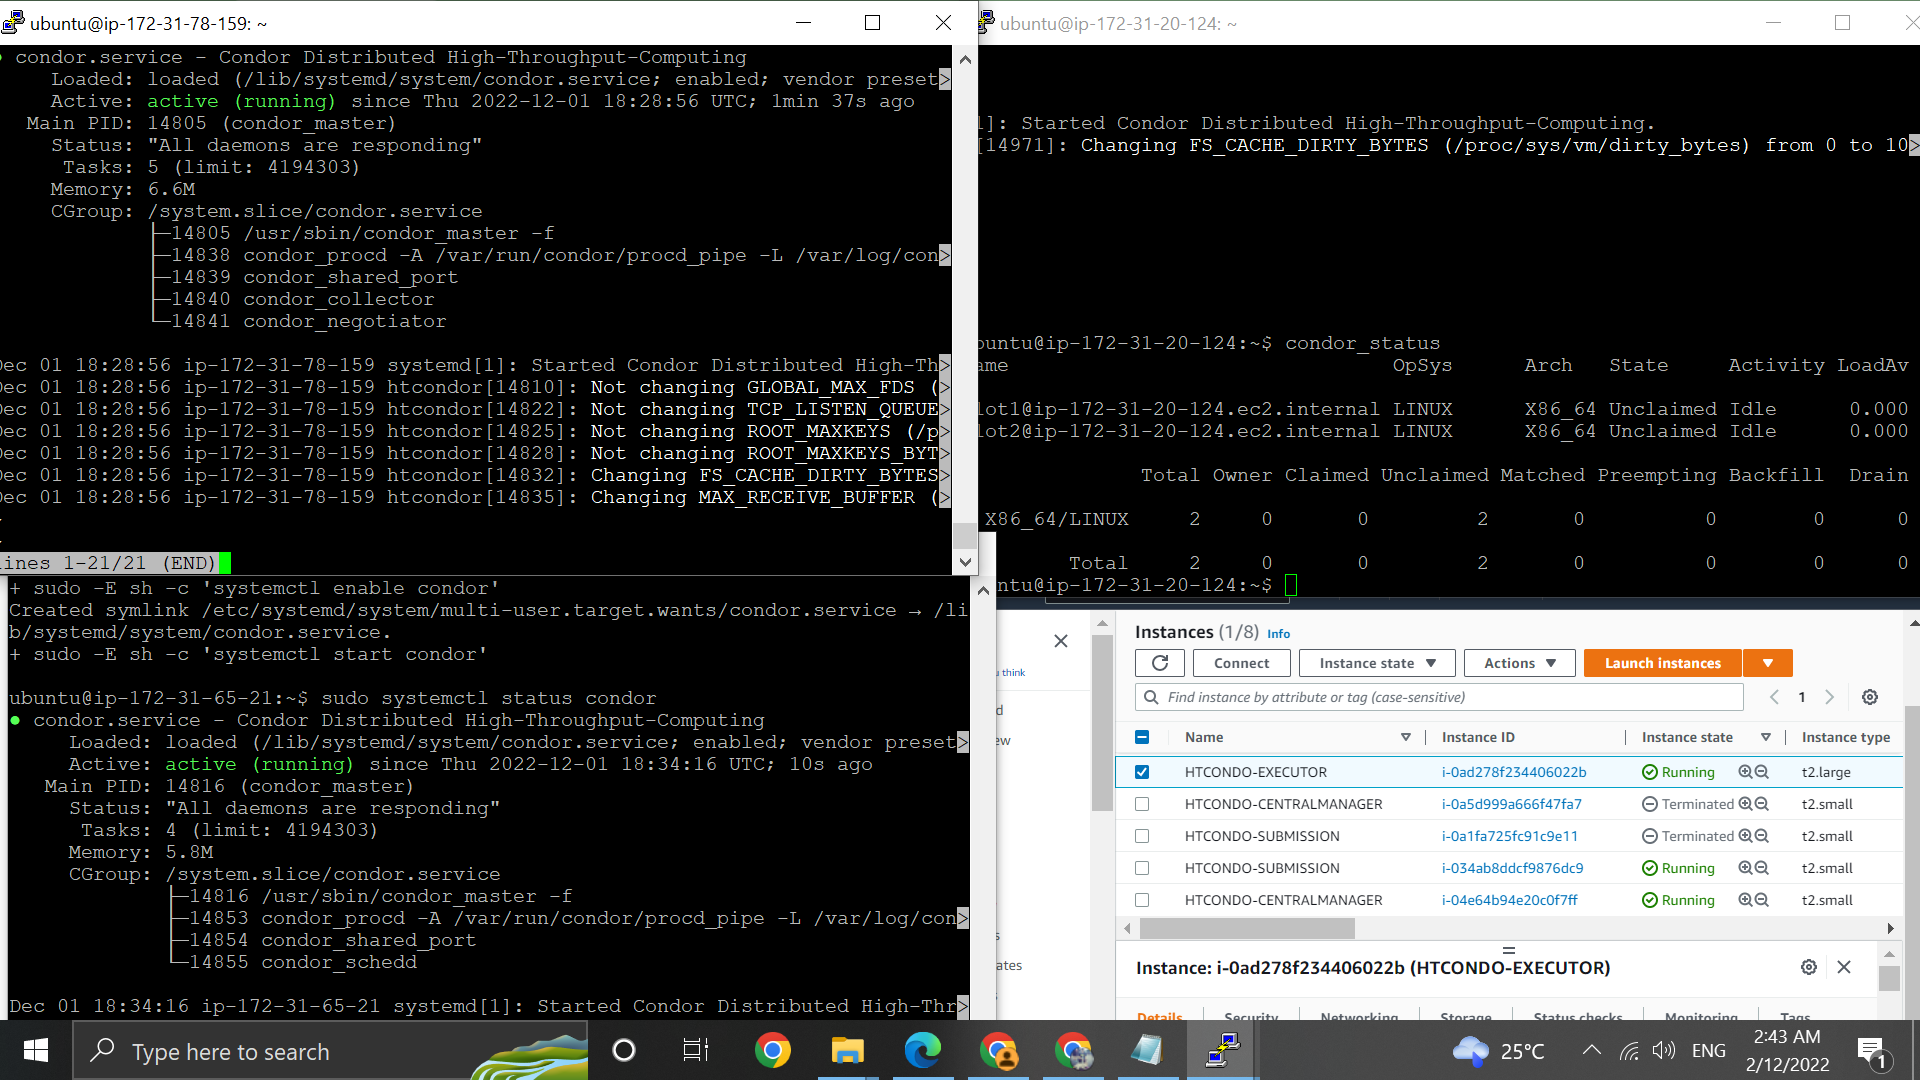 ubuntu@ip-172-31-78-159: ~
condor.service - Condor Distributed High-Throughput-Computing
Loaded: loaded (/lib/systemd/system/condor.service; enabled; vendor preset>
Active: active (running) since Thu 2022-12-01 18:28:56 UTC; 1min 37s ago
Main PID: 14805 (condor_master)
Status: "All daemons are responding"
Tasks: 5 (limit: 4194303)
Memory: 6.6M
CGroup: /system.slice/condor.service
├─14805 /usr/sbin/condor_master -f
├─14838 condor_procd -A /var/run/condor/procd_pipe -L /var/log/con>
├─14839 condor_shared_port
├─14840 condor_collector
└─14841 condor_negotiator
Dec 01 18:28:56 ip-172-31-78-159 systemd[1]: Started Condor Distributed High-Th>
Dec 01 18:28:56 ip-172-31-78-159 htcondor[14810]: Not changing GLOBAL_MAX_FDS (>
Dec 01 18:28:56 ip-172-31-78-159 htcondor[14822]: Not changing TCP_LISTEN_QUEUE>
Dec 01 18:28:56 ip-172-31-78-159 htcondor[14825]: Not changing ROOT_MAXKEYS (/p>
Dec 01 18:28:56 ip-172-31-78-159 htcondor[14828]: Not changing ROOT_MAXKEYS_BYT>
Dec 01 18:28:56 ip-172-31-78-159 htcondor[14832]: Changing FS_CACHE_DIRTY_BYTES>
Dec 01 18:28:56 ip-172-31-78-159 htcondor[14835]: Changing MAX_RECEIVE_BUFFER (>
lines 1-21/21 (END)
+ sudo -E sh -c 'systemctl enable condor'
Created symlink /etc/systemd/system/multi-user.target.wants/condor.service → /li
b/systemd/system/condor.service.
+ sudo -E sh -c 'systemctl start condor'
ubuntu@ip-172-31-65-21:~$ sudo systemctl status condor
● condor.service - Condor Distributed High-Throughput-Computing
Loaded: loaded (/lib/systemd/system/condor.service; enabled; vendor preset>
Active: active (running) since Thu 2022-12-01 18:34:16 UTC; 10s ago
Main PID: 14816 (condor_master)
Status: "All daemons are responding"
Tasks: 4 (limit: 4194303)
Memory: 5.8M
CGroup: /system.slice/condor.service
├─14816 /usr/sbin/condor_master -f
├─14853 condor_procd -A /var/run/condor/procd_pipe -L /var/log/con>
├─14854 condor_shared_port
└─14855 condor_schedd
Dec 01 18:34:16 ip-172-31-65-21 systemd[1]: Started Condor Distributed High-Thr>
ubuntu@ip-172-31-20-124: ~
1]: Started Condor Distributed High-Throughput-Computing.
[14971]: Changing FS_CACHE_DIRTY_BYTES (/proc/sys/vm/dirty_bytes) from 0 to 10>
buntu@ip-172-31-20-124:~$ condor_status
ame OpSys Arch State Activity LoadAv
lot1@ip-172-31-20-124.ec2.internal LINUX X86_64 Unclaimed Idle 0.000
lot2@ip-172-31-20-124.ec2.internal LINUX X86_64 Unclaimed Idle 0.000
Total Owner Claimed Unclaimed Matched Preempting Backfill Drain
X86_64/LINUX 2 0 0 2 0 0 0 0
Total 2 0 0 2 0 0 0 0
ntu@ip-172-31-20-124:~$
u think
d
ew
s
ates
Instances (1/8) Info
Connect Instance state Actions Launch instances
Find instance by attribute or tag (case-sensitive) 1
Name Instance ID Instance state Instance type
HTCONDO-EXECUTOR i-0ad278f234406022b Running t2.large
HTCONDO-CENTRALMANAGER i-0a5d999a666f47fa7 Terminated t2.small
HTCONDO-SUBMISSION i-0a1fa725fc91c9e11 Terminated t2.small
HTCONDO-SUBMISSION i-034ab8ddcf9876dc9 Running t2.small
HTCONDO-CENTRALMANAGER i-04e64b94e20c0f7ff Running t2.small
Instance: i-0ad278f234406022b (HTCONDO-EXECUTOR)
Details Security Networking Storage Status checks Monitoring Tags
Type here to search
25°C ENG 2:43 AM
2/12/2022
1